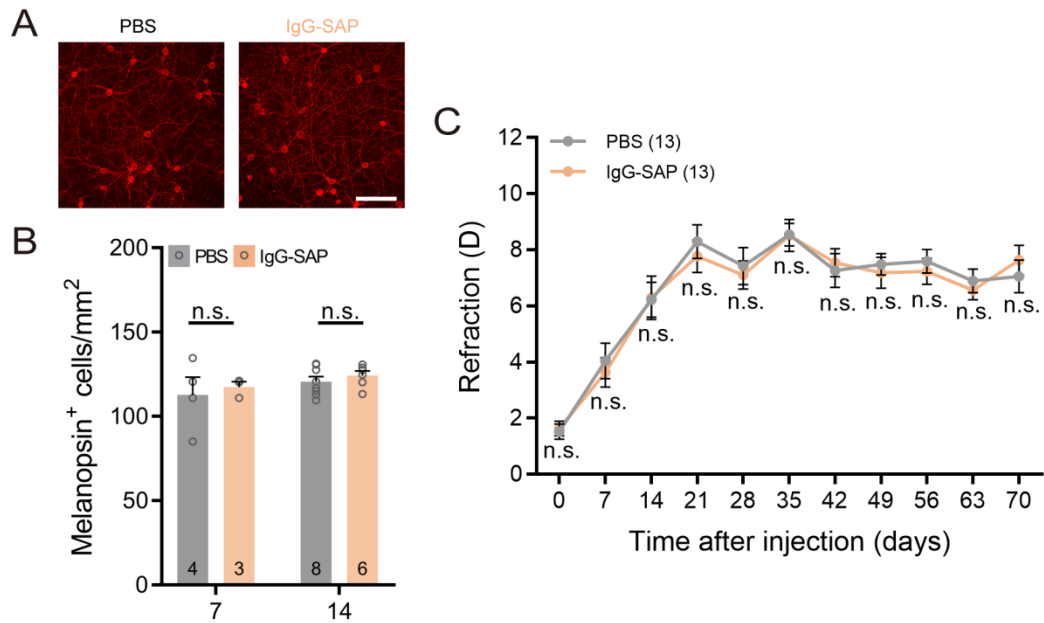 A
PBS
IgG-SAP
B
Melanopsin⁺ cells/mm²
200
150
100
50
0
PBS
IgG-SAP
n.s.
n.s.
4
3
8
6
7
14
C
Refraction (D)
12
10
8
6
4
2
0
PBS (13)
IgG-SAP (13)
n.s.
n.s.
n.s.
n.s.
n.s.
n.s.
n.s.
n.s.
n.s.
n.s.
n.s.
0 7 14 21 28 35 42 49 56 63 70
Time after injection (days)